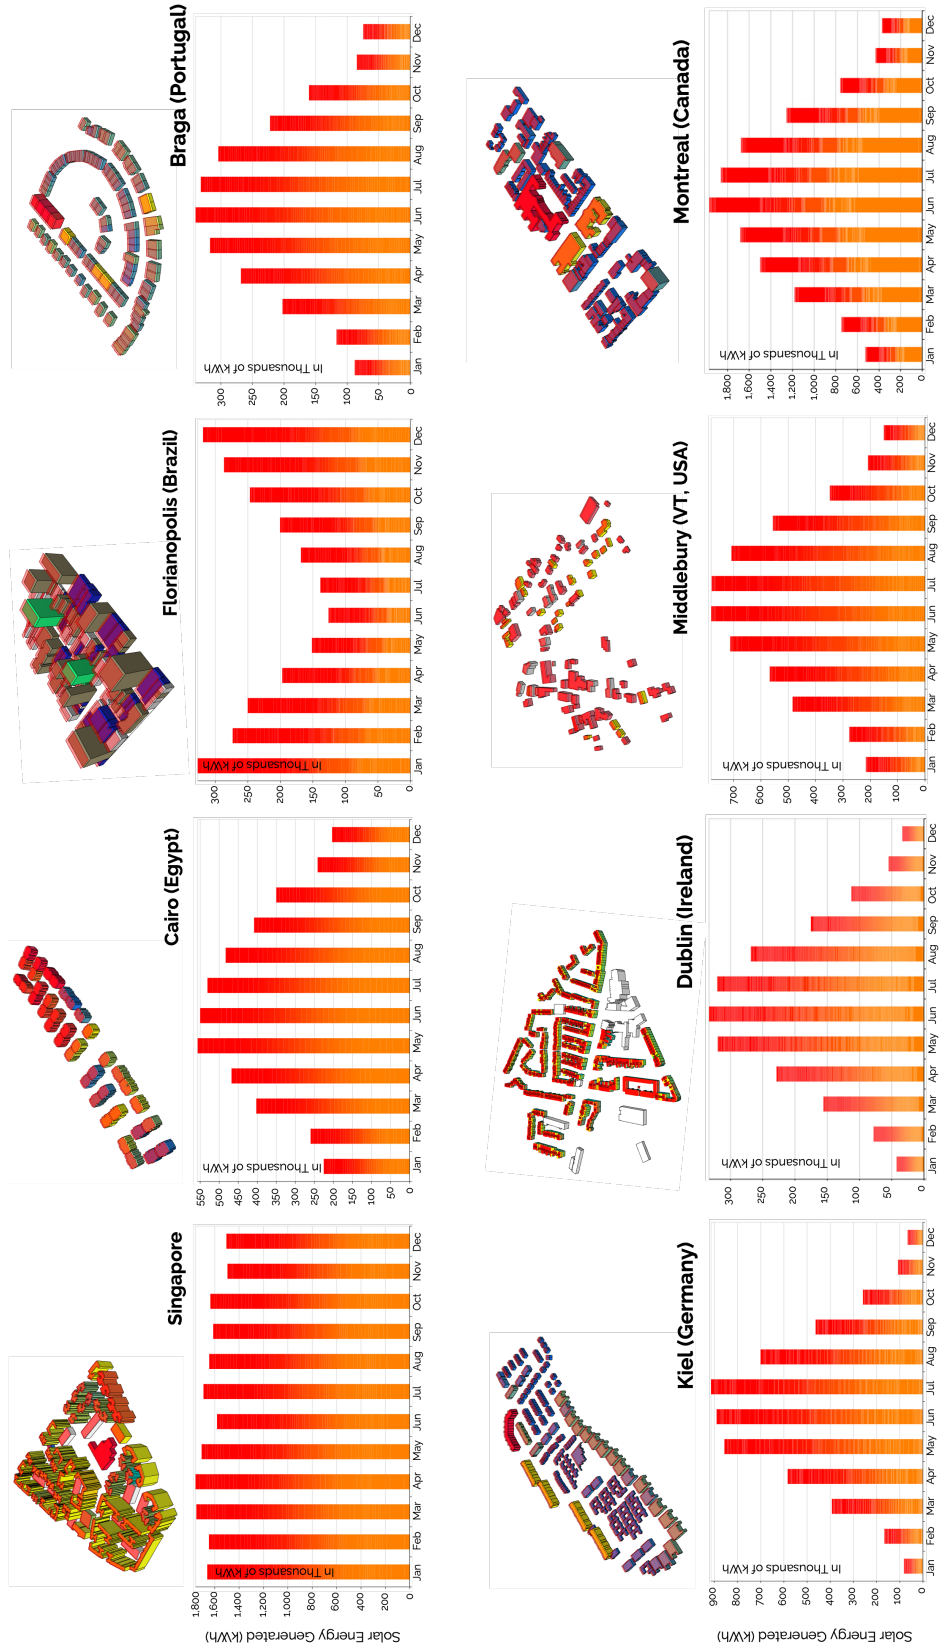 Singapore
Solar Energy Generated (kWh)
In Thousands of kWh
1.800
1.600
1.400
1.200
1.000
800
600
400
200
0
Jan Feb Mar Apr May Jun Jul Aug Sep Oct Nov Dec
Cairo (Egypt)
In Thousands of kWh
550
500
450
400
350
300
250
200
150
100
50
0
Jan Feb Mar Apr May Jun Jul Aug Sep Oct Nov Dec
Florianopolis (Brazil)
In Thousands of kWh
300
250
200
150
100
50
0
Jan Feb Mar Apr May Jun Jul Aug Sep Oct Nov Dec
Braga (Portugal)
In Thousands of kWh
300
250
200
150
100
50
0
Jan Feb Mar Apr May Jun Jul Aug Sep Oct Nov Dec
Kiel (Germany)
Solar Energy Generated (kWh)
In Thousands of kWh
900
800
700
600
500
400
300
200
100
0
Jan Feb Mar Apr May Jun Jul Aug Sep Oct Nov Dec
Dublin (Ireland)
In Thousands of kWh
300
250
200
150
100
50
0
Jan Feb Mar Apr May Jun Jul Aug Sep Oct Nov Dec
Middlebury (VT, USA)
In Thousands of kWh
700
600
500
400
300
200
100
0
Jan Feb Mar Apr May Jun Jul Aug Sep Oct Nov Dec
Montreal (Canada)
In Thousands of kWh
1.800
1.600
1.400
1.200
1.000
800
600
400
200
0
Jan Feb Mar Apr May Jun Jul Aug Sep Oct Nov Dec